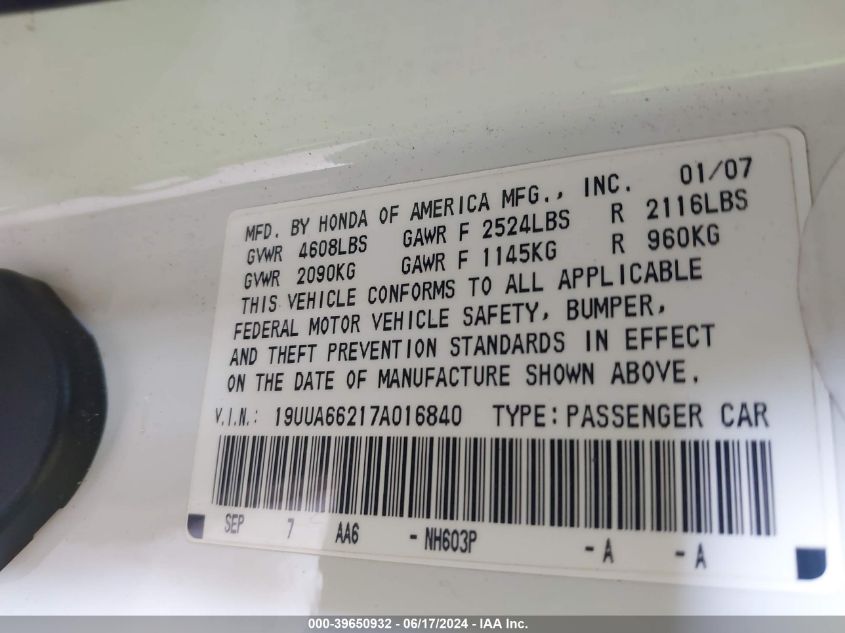 MFD. BY HONDA OF AMERICA MFG., INC. 01/07
GVWR 4608LBS GAWR F 2524LBS R 2116LBS
GVWR 2090KG GAWR F 1145KG R 960KG
THIS VEHICLE CONFORMS TO ALL APPLICABLE
FEDERAL MOTOR VEHICLE SAFETY, BUMPER,
AND THEFT PREVENTION STANDARDS IN EFFECT
ON THE DATE OF MANUFACTURE SHOWN ABOVE.
V.I.N.: 19UUA66217A016840 TYPE: PASSENGER CAR
SEP 7 AA6 - NH603P - A - A
000-39650932 - 06/17/2024 - IAA Inc.